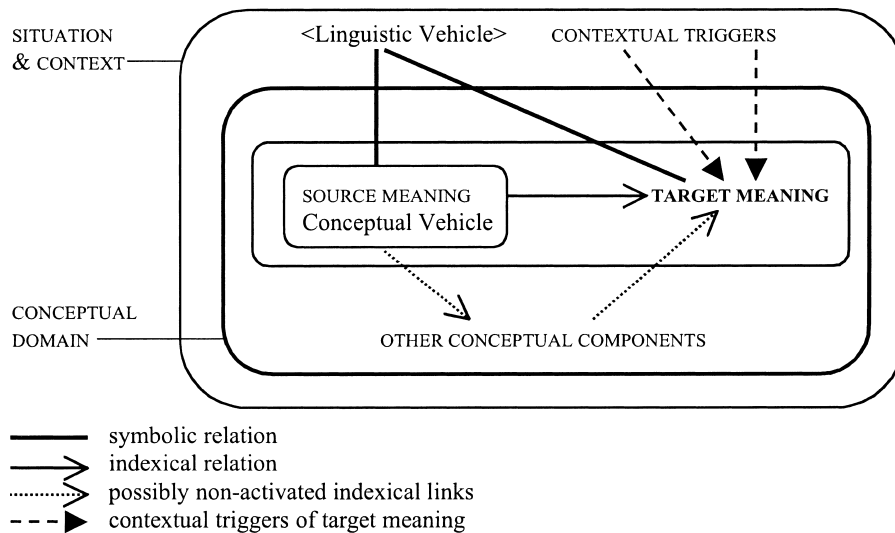 SITUATION
& CONTEXT
<Linguistic Vehicle>
CONTEXTUAL TRIGGERS
SOURCE MEANING
Conceptual Vehicle
TARGET MEANING
CONCEPTUAL
DOMAIN
OTHER CONCEPTUAL COMPONENTS
symbolic relation
indexical relation
possibly non-activated indexical links
contextual triggers of target meaning